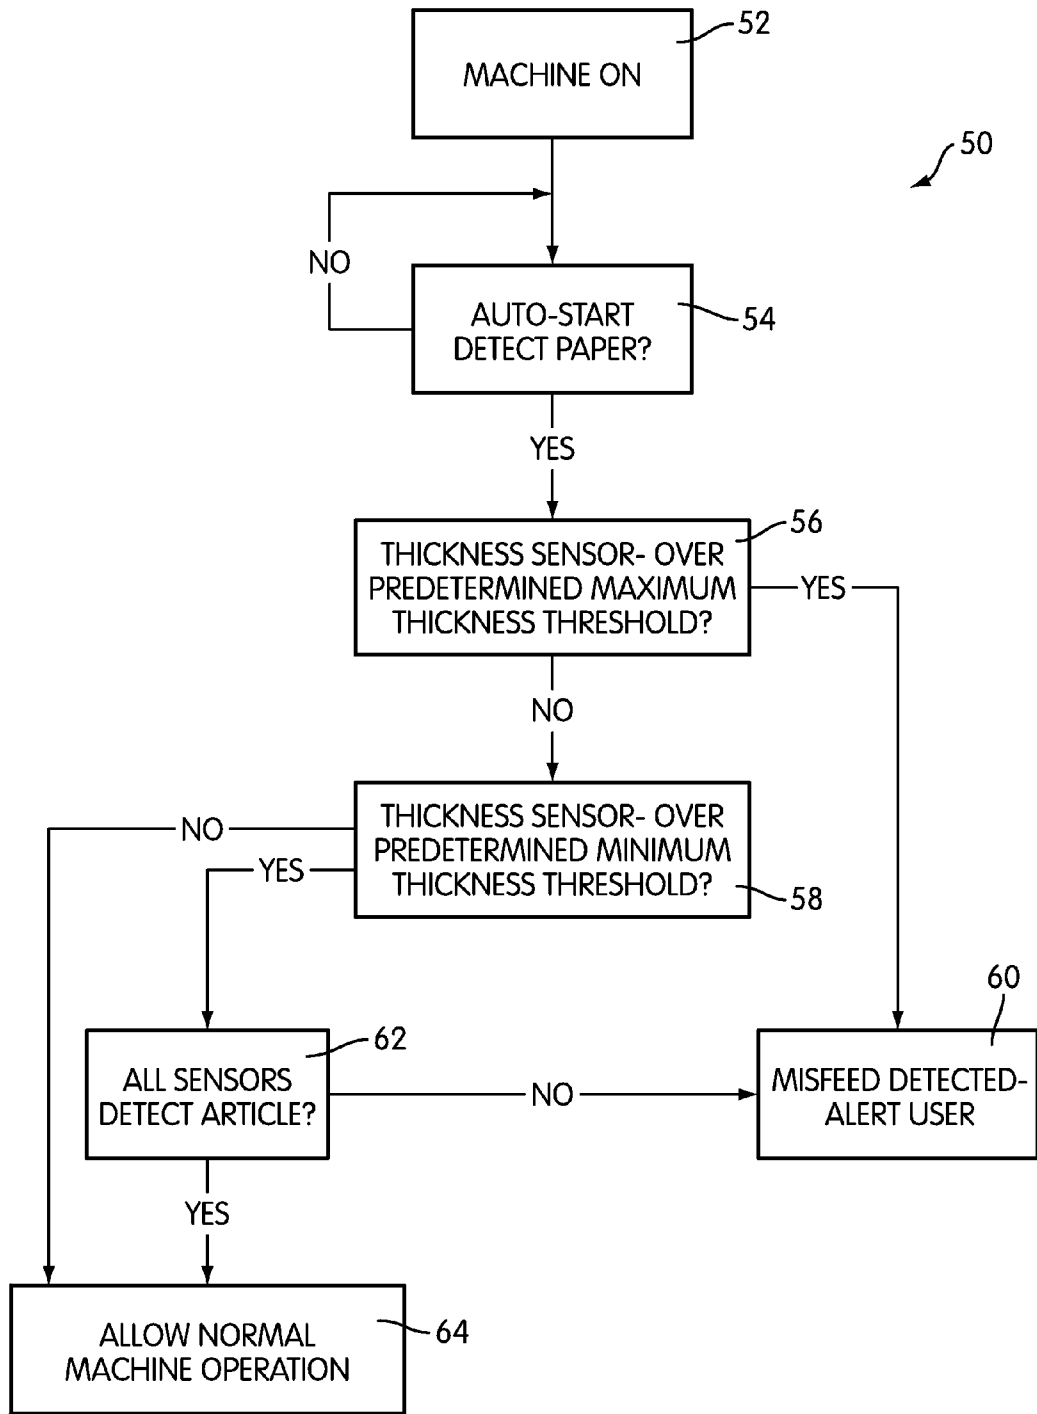 52
MACHINE ON
50
NO
AUTO-START
DETECT PAPER?
54
YES
56
THICKNESS SENSOR- OVER
PREDETERMINED MAXIMUM
THICKNESS THRESHOLD?
YES
NO
THICKNESS SENSOR- OVER
PREDETERMINED MINIMUM
THICKNESS THRESHOLD?
58
NO
YES
60
62
ALL SENSORS
DETECT ARTICLE?
NO
MISFEED DETECTED-
ALERT USER
YES
ALLOW NORMAL
MACHINE OPERATION
64